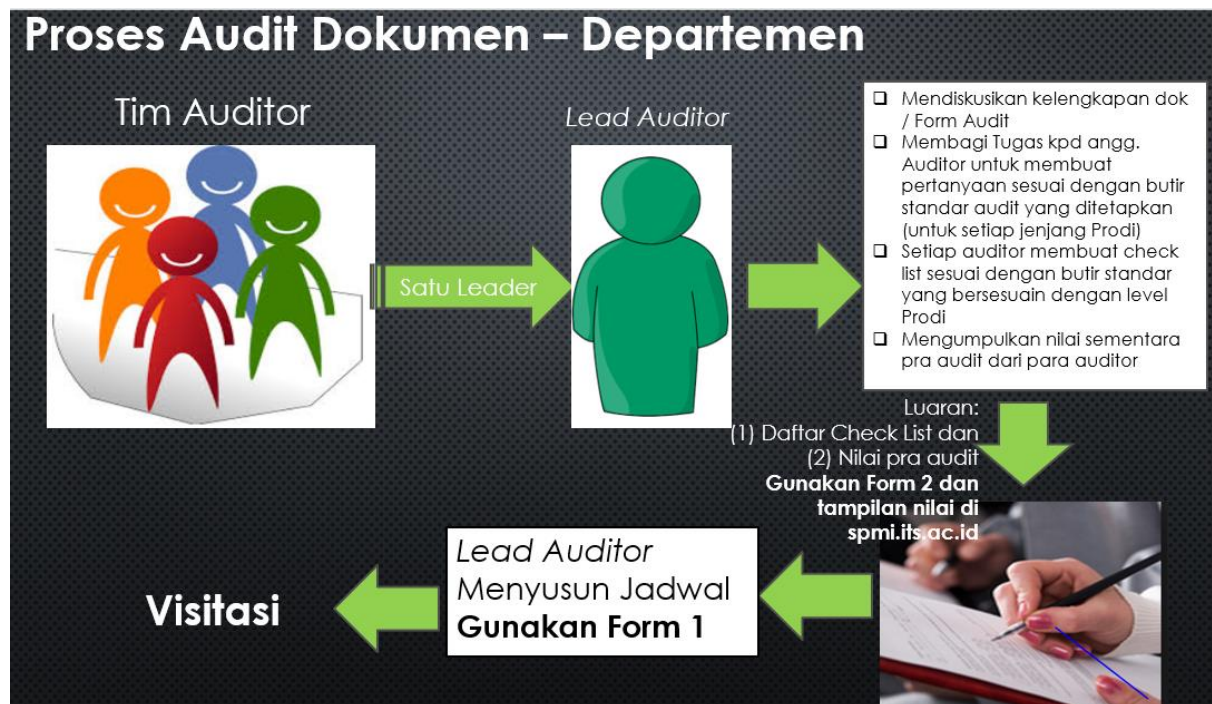 Proses Audit Dokumen – Departemen
Tim Auditor
Lead Auditor
Satu Leader
Mendiskusikan kelengkapan dok
/ Form Audit
Membagi Tugas kpd angg.
Auditor untuk membuat
pertanyaan sesuai dengan butir
standar audit yang ditetapkan
(untuk setiap jenjang Prodi)
Setiap auditor membuat check
list sesuai dengan butir standar
yang bersesuain dengan level
Prodi
Mengumpulkan nilai sementara
pra audit dari para auditor
Luaran:
(1) Daftar Check List dan
(2) Nilai pra audit
Gunakan Form 2 dan
tampilan nilai di
spmi.its.ac.id
Lead Auditor
Menyusun Jadwal
Gunakan Form 1
Visitasi